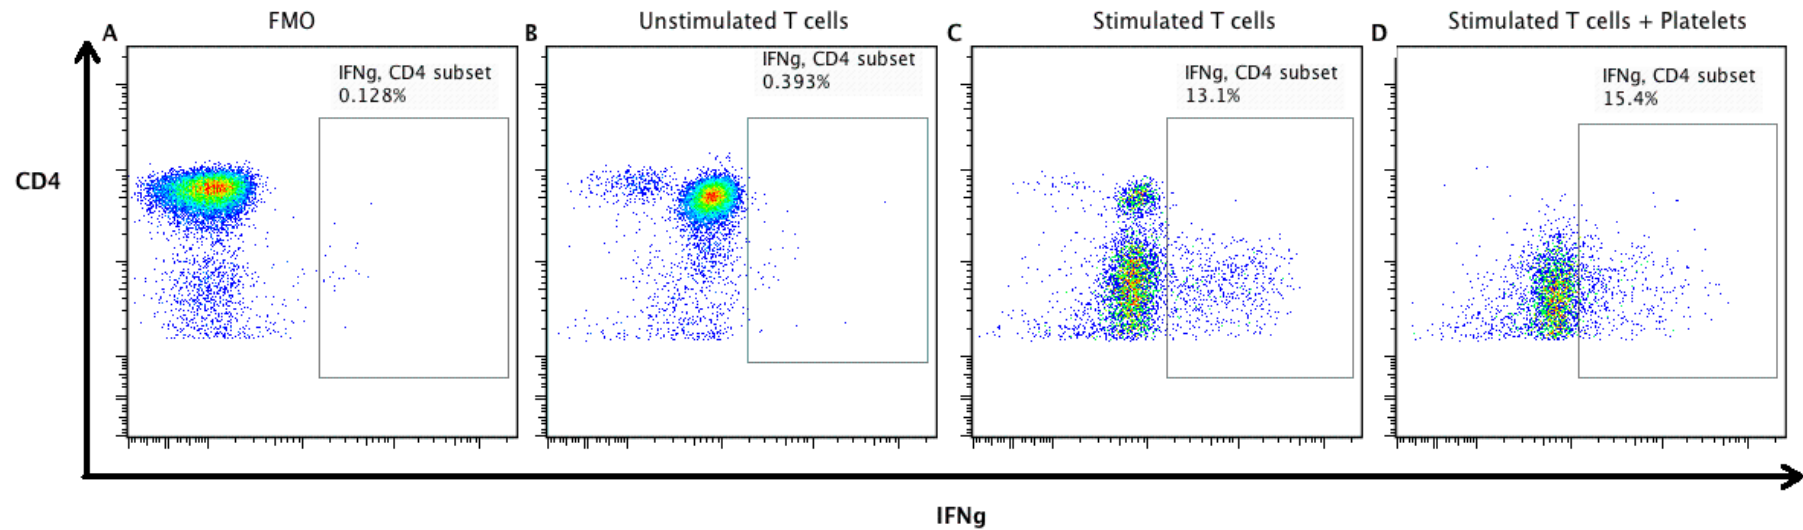 A
FMO
IFNg, CD4 subset
0.128%
B
Unstimulated T cells
IFNg, CD4 subset
0.393%
C
Stimulated T cells
IFNg, CD4 subset
13.1%
D
Stimulated T cells + Platelets
IFNg, CD4 subset
15.4%
CD4
IFNg